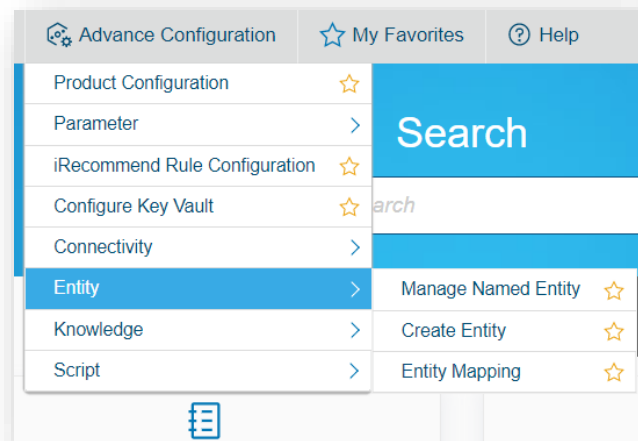 Advance Configuration
My Favorites
Help
Product Configuration
Parameter
iRecommend Rule Configuration
Configure Key Vault
Connectivity
Entity
Knowledge
Script
Search
arch
Manage Named Entity
Create Entity
Entity Mapping